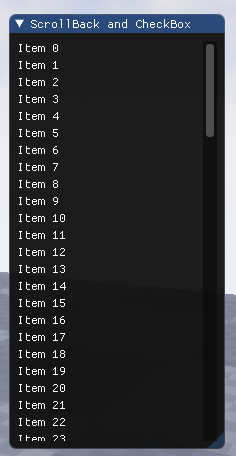 ScrollBack and CheckBox
Item 0
Item 1
Item 2
Item 3
Item 4
Item 5
Item 6
Item 7
Item 8
Item 9
Item 10
Item 11
Item 12
Item 13
Item 14
Item 15
Item 16
Item 17
Item 18
Item 19
Item 20
Item 21
Item 22
Item 23